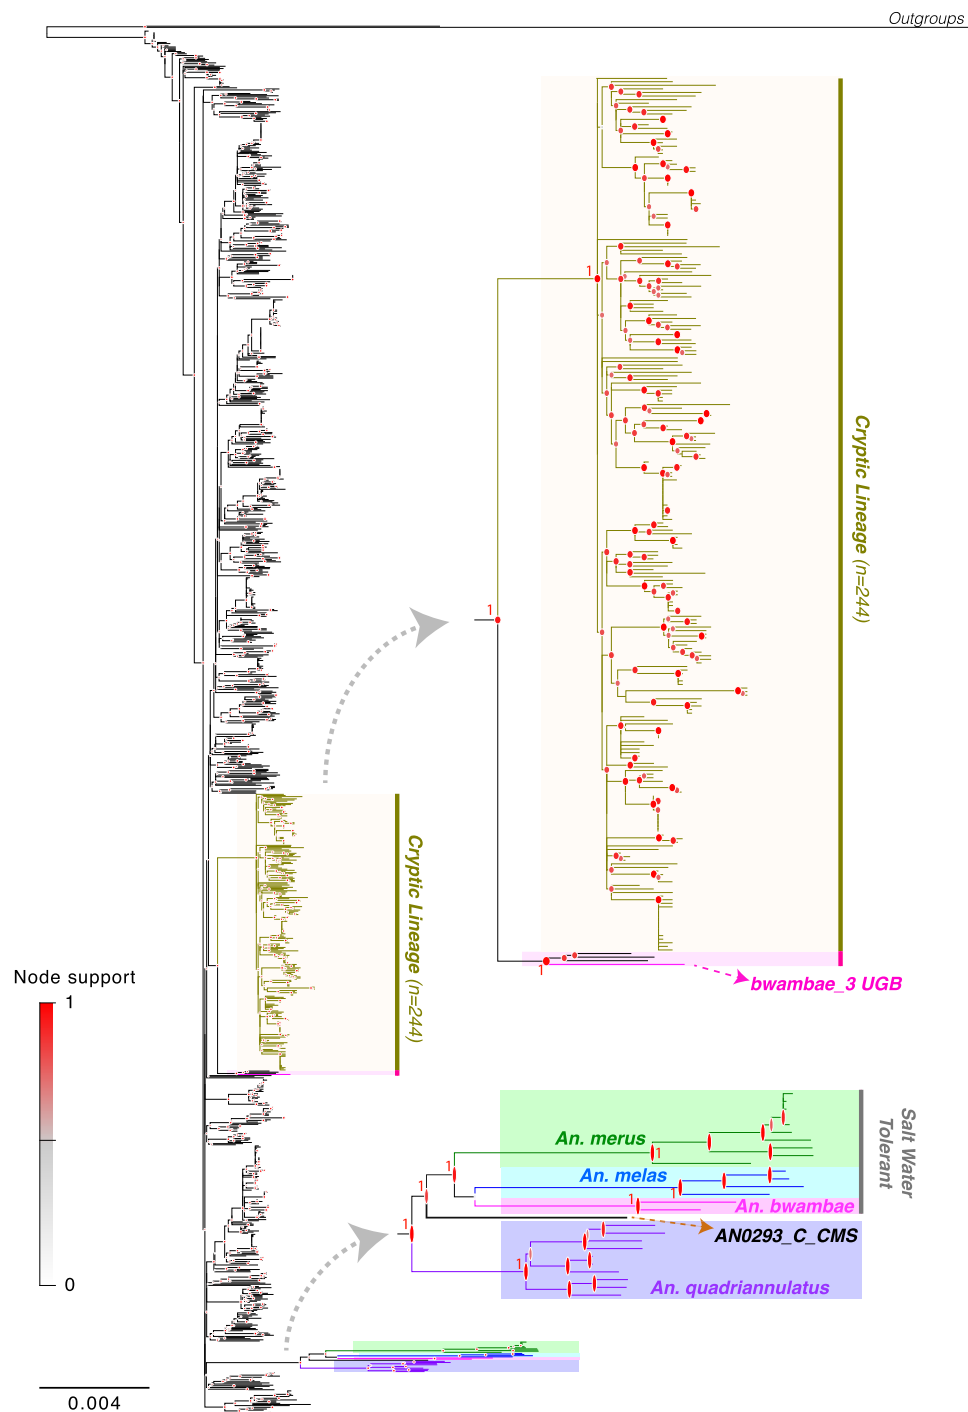 Outgroups
1
Cryptic Lineage (n=244)
1
Cryptic Lineage (n=244)
Node support
1
0
1
bwambae_3 UGB
Salt Water
Tolerant
An. merus
1
1
An. melas
1
1
1
An. bwambae
1
AN0293_C_CMS
1
An. quadriannulatus
0.004